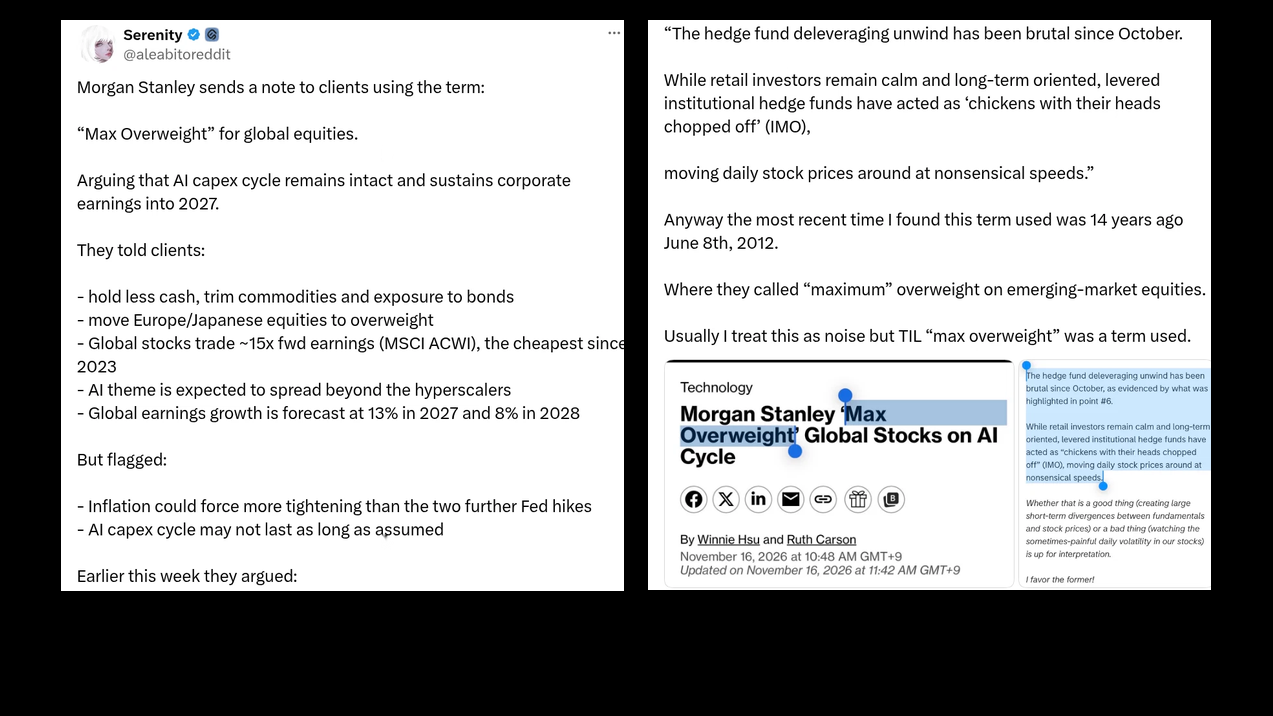 Serenity
@aleabitoreddit
Morgan Stanley sends a note to clients using the term:
“Max Overweight” for global equities.
Arguing that AI capex cycle remains intact and sustains corporate
earnings into 2027.
They told clients:
- hold less cash, trim commodities and exposure to bonds
- move Europe/Japanese equities to overweight
- Global stocks trade ~15x fwd earnings (MSCI ACWI), the cheapest since
2023
- AI theme is expected to spread beyond the hyperscalers
- Global earnings growth is forecast at 13% in 2027 and 8% in 2028
But flagged:
- Inflation could force more tightening than the two further Fed hikes
- AI capex cycle may not last as long as assumed
Earlier this week they argued:
“The hedge fund deleveraging unwind has been brutal since October.
While retail investors remain calm and long-term oriented, levered
institutional hedge funds have acted as ‘chickens with their heads
chopped off’ (IMO),
moving daily stock prices around at nonsensical speeds.”
Anyway the most recent time I found this term used was 14 years ago
June 8th, 2012.
Where they called “maximum” overweight on emerging-market equities.
Usually I treat this as noise but TIL “max overweight” was a term used.
Technology
Morgan Stanley ‘Max
Overweight’ Global Stocks on AI
Cycle
By Winnie Hsu and Ruth Carson
November 16, 2026 at 10:48 AM GMT+9
Updated on November 16, 2026 at 11:42 AM GMT+9
The hedge fund deleveraging unwind has been
brutal since October, as evidenced by what was
highlighted in point #6.
While retail investors remain calm and long-term
oriented, levered institutional hedge funds have
acted as “chickens with their heads chopped
off” (IMO), moving daily stock prices around at
nonsensical speeds.
Whether that is a good thing (creating large
short-term divergences between fundamentals
and stock prices) or a bad thing (watching the
sometimes-painful daily volatility in our stocks)
is up for interpretation.
I favor the former!